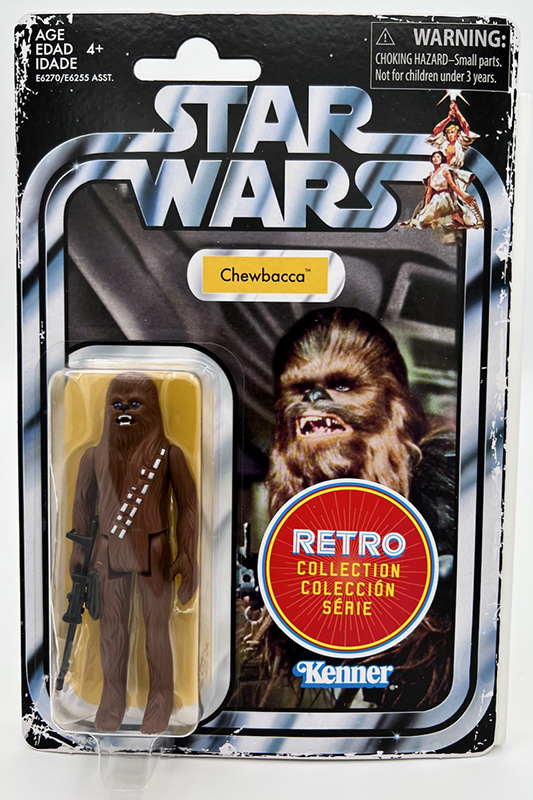 AGE
EDAD 4+
IDADE
E6270/E6255 ASST.
⚠ WARNING:
CHOKING HAZARD–Small parts.
Not for children under 3 years.
STAR
WARS
Chewbacca™
RETRO
COLLECTION
COLECCIÓN
SÉRIE
Kenner®